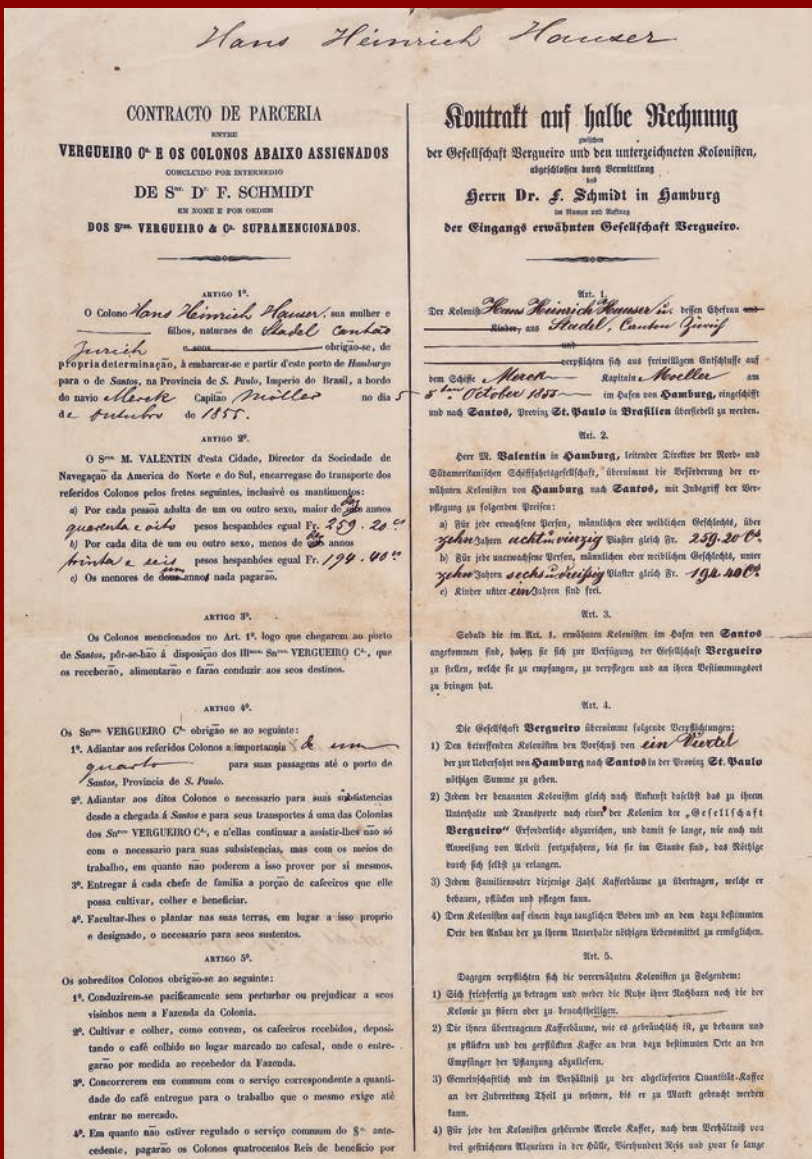 Hans Heinrich Hauser
CONTRACTO DE PARCERIA
ENTRE
VERGUEIRO Cª. E OS COLONOS ABAIXO ASSIGNADOS
CONCLUIDO POR INTERMEDIO
DE Snr. Dr. F. SCHMIDT
EM NOME E POR ORDEM
DOS Snres. VERGUEIRO & Cª. SUPRAMENCIONADOS.
ARTIGO 1º.
O Colono Hans Heinrich Hauser, sua mulher e
filhos, naturaes de Stadel Cantão
Zurich e seos obrigão-se, de
propria determinação, à embarcar-se e partir d'este porto de Hamburgo
para o de Santos, na Provincia de S. Paulo, Imperio do Brasil, a bordo
do navio Merck Capitão Möller no dia 5
de Outubro de 1855.
ARTIGO 2º.
O Snr. M. VALENTIN d'esta Cidade, Director da Sociedade de
Navegação da America do Norte e do Sul, encarregase do transporte dos
referidos Colonos pelos fretes seguintes, inclusivè os mantimentos:
a) Por cada pessoa adulta de um ou outro sexo, maior de dez annos
quarenta e oito pesos hespanhóes egual Fr. 259. 20 cs
b) Por cada dita de um ou outro sexo, menos de dez annos
trinta e seis pesos hespanhóes egual Fr. 194. 40 cs
c) Os menores de um anno nada pagarão.
ARTIGO 3º.
Os Colonos mencionados no Art. 1º. logo que chegarem ao porto
de Santos, pôr-se-hão á disposição dos Illmos. Snres. VERGUEIRO Cª., que
os receberão, alimentarão e farão conduzir aos seos destinos.
ARTIGO 4º.
Os Snres. VERGUEIRO Cª. obrigão se ao seguinte:
1º. Adiantar aos referidos Colonos a importansia de um
quarto para suas passagens até o porto de
Santos, Provincia de S. Paulo.
2º. Adiantar aos ditos Colonos o necessario para suas subsistencias
desde a chegada á Santos e para seus transportes á uma das Colonias
dos Snres. VERGUEIRO Cª., e n'ellas continuar a assistir-lhes não só
com o necessario para suas subsistencias, mas com os meios de
trabalho, em quanto não poderem a isso prover por si mesmos.
3º. Entregar á cada chefe de familia a porção de cafeeiros que elle
possa cultivar, colher e beneficiar.
4º. Facultar-lhes o plantar nas suas terras, em lugar a isso proprio
e designado, o necessario para seos sustentos.
ARTIGO 5º.
Os sobreditos Colonos obrigão-se ao seguinte:
1º. Conduzirem-se pacificamente sem perturbar ou prejudicar a seos
visinhos nem a Fazenda da Colonia.
2º. Cultivar e colher, como convem, os cafeeiros recebidos, deposi-
tando o café colhido no lugar marcado no cafesal, onde o entre-
garão por medida ao recebedor da Fazenda.
3º. Concorrerem em commum com o serviço correspondente a quanti-
dade do café entregue para o trabalho que o mesmo exige até
entrar no mercado.
4º. Em quanto não estiver regulado o serviço commum do §º. ante-
cedente, pagarão os Colonos quatrocentos Reis de beneficio por
Kontrakt auf halbe Rechnung
zwischen
der Gesellschaft Vergueiro und den unterzeichneten Kolonisten,
abgeschlossen durch Vermittlung
des
Herrn Dr. F. Schmidt in Hamburg
im Namen und Auftrag
der Eingangs erwähnten Gesellschaft Vergueiro.
Art. 1.
Der Kolonist Hans Heinrich Hauser u. dessen Ehefrau und
Kinder, aus Stadel, Canton Zürich
und
verpflichten sich aus freiwilligem Entschlusse auf
dem Schiffe Merck Kapitain Moeller am
5ten October 1855 im Hafen von Hamburg, eingeschifft
und nach Santos, Provinz St. Paulo in Brasilien übersiedelt zu werden.
Art. 2.
Herr M. Valentin in Hamburg, leitender Direktor der Nord- und
Südamerikanischen Schiffahrtsgesellschaft, übernimmt die Beförderung der er-
wähnten Kolonisten von Hamburg nach Santos, mit Inbegriff der Ver-
pflegung zu folgenden Preisen:
a) Für jede erwachsene Person, männlichen oder weiblichen Geschlechts, über
zehn Jahren acht u. vierzig Piaster gleich Fr. 259. 20 Cs.
b) Für jede unerwachsene Person, männlichen oder weiblichen Geschlechts, unter
zehn Jahren sechs u. dreißig Piaster gleich Fr. 194. 40 Cs.
c) Kinder unter ein Jahren sind frei.
Art. 3.
Sobald die im Art. 1. erwähnten Kolonisten im Hafen von Santos
angekommen sind, haben sie sich zur Verfügung der Gesellschaft Vergueiro
zu stellen, welche sie zu empfangen, zu verpflegen und an ihren Bestimmungsort
zu bringen hat.
Art. 4.
Die Gesellschaft Vergueiro übernimmt folgende Verpflichtungen:
1) Den betreffenden Kolonisten den Vorschuß von ein Viertel
der zur Ueberfahrt von Hamburg nach Santos in der Provinz St. Paulo
nöthigen Summe zu geben.
2) Jedem der benannten Kolonisten gleich nach Ankunft daselbst das zu ihrem
Unterhalte und Transporte nach einer der Kolonien der „Gesellschaft
Vergueiro“ Erforderliche abzureichen, und damit so lange, wie auch mit
Anweisung von Arbeit fortzufahren, bis sie im Stande sind, das Nöthige
durch sich selbst zu erlangen.
3) Jedem Familienvater diejenige Zahl Kaffeebäume zu übertragen, welche er
bebauen, pflücken und pflegen kann.
4) Dem Kolonisten auf einem dazu tauglichen Boden und an dem dazu bestimmten
Orte den Anbau der zu ihrem Unterhalte nöthigen Lebensmittel zu ermöglichen.
Art. 5.
Dagegen verpflichten sich die vorerwähnten Kolonisten zu Folgendem:
1) Sich friedfertig zu betragen und weder die Ruhe ihrer Nachbarn noch die der
Kolonie zu stören oder zu benachtheiligen.
2) Die ihnen übertragenen Kaffeebäume, wie es gebräuchlich ist, zu bebauen und
zu pflücken und den gepflückten Kaffee an dem dazu bestimmten Orte an den
Empfänger der Pflanzung abzuliefern.
3) Gemeinschaftlich und im Verhältniß zu der abgelieferten Quantität Kaffee
an der Zubereitung Theil zu nehmen, bis er zu Markt gebracht werden
kann.
4) Für jede den Kolonisten gehörende Arrobe Kaffee, nach dem Verhältniß von
drei gestrichenen Alqueiren in der Hülle, Vierhundert Reis und zwar so lange